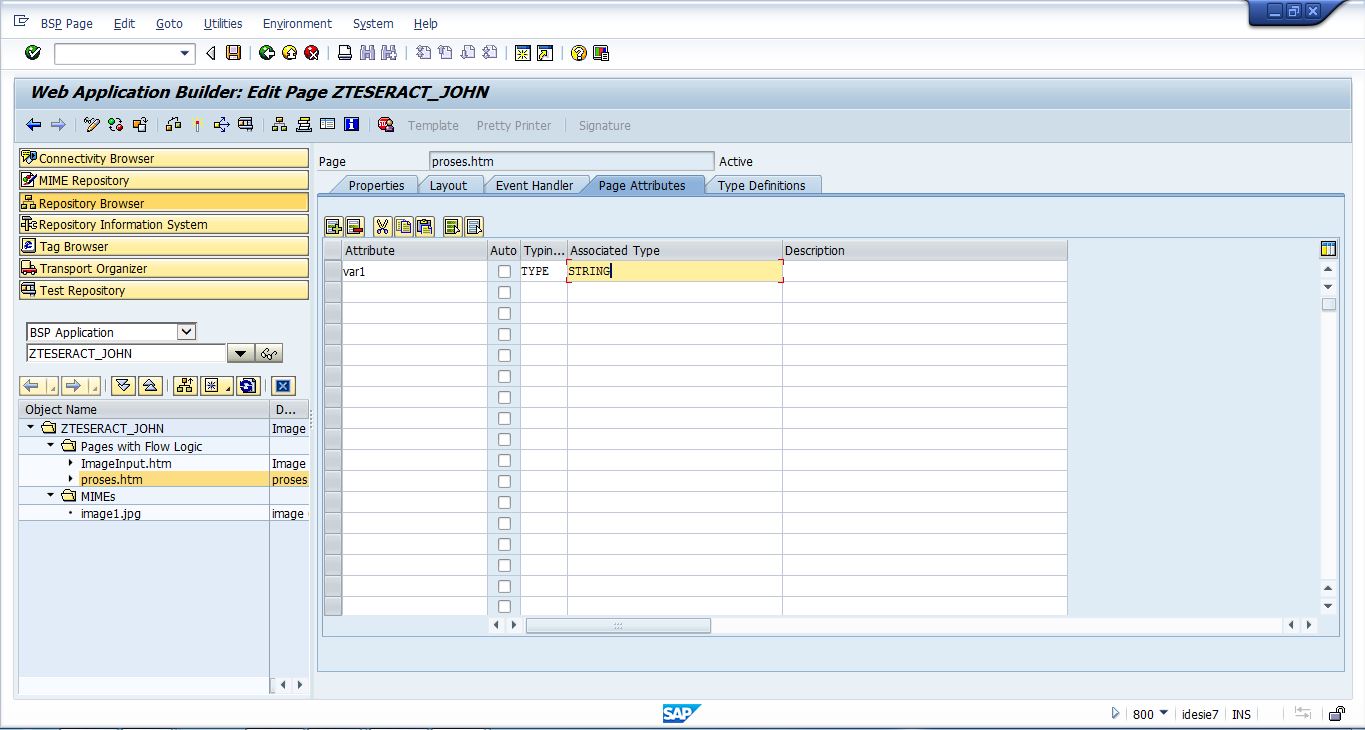 BSP Page Edit Goto Utilities Environment System Help
Web Application Builder: Edit Page ZTESERACT_JOHN
Template Pretty Printer Signature
Connectivity Browser
MIME Repository
Repository Browser
Repository Information System
Tag Browser
Transport Organizer
Test Repository
BSP Application
ZTESERACT_JOHN
Object Name D...
ZTESERACT_JOHN Image
Pages with Flow Logic
ImageInput.htm Image
proses.htm proses
MIMEs
image1.jpg image
Page proses.htm Active
Properties Layout Event Handler Page Attributes Type Definitions
Attribute Auto Typin... Associated Type Description
var1 TYPE STRING
SAP
800 idesie7 INS